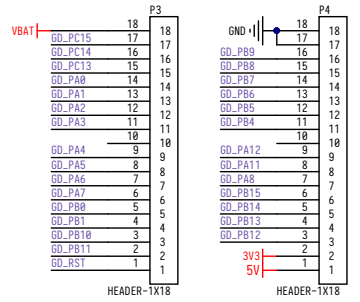 P3
VBAT 18 18
GD_PC15 17 17
GD_PC14 16 16
GD_PC13 15 15
GD_PA0 14 14
GD_PA1 13 13
GD_PA2 12 12
GD_PA3 11 11
10 10
GD_PA4 9 9
GD_PA5 8 8
GD_PA6 7 7
GD_PA7 6 6
GD_PB0 5 5
GD_PB1 4 4
GD_PB10 3 3
GD_PB11 2 2
GD_RST 1 1
HEADER-1X18
P4
GND 18 18
17 17
GD_PB9 16 16
GD_PB8 15 15
GD_PB7 14 14
GD_PB6 13 13
GD_PB5 12 12
GD_PB4 11 11
10 10
GD_PA12 9 9
GD_PA11 8 8
GD_PA8 7 7
GD_PB15 6 6
GD_PB14 5 5
GD_PB13 4 4
GD_PB12 3 3
3V3 2 2
5V 1 1
HEADER-1X18